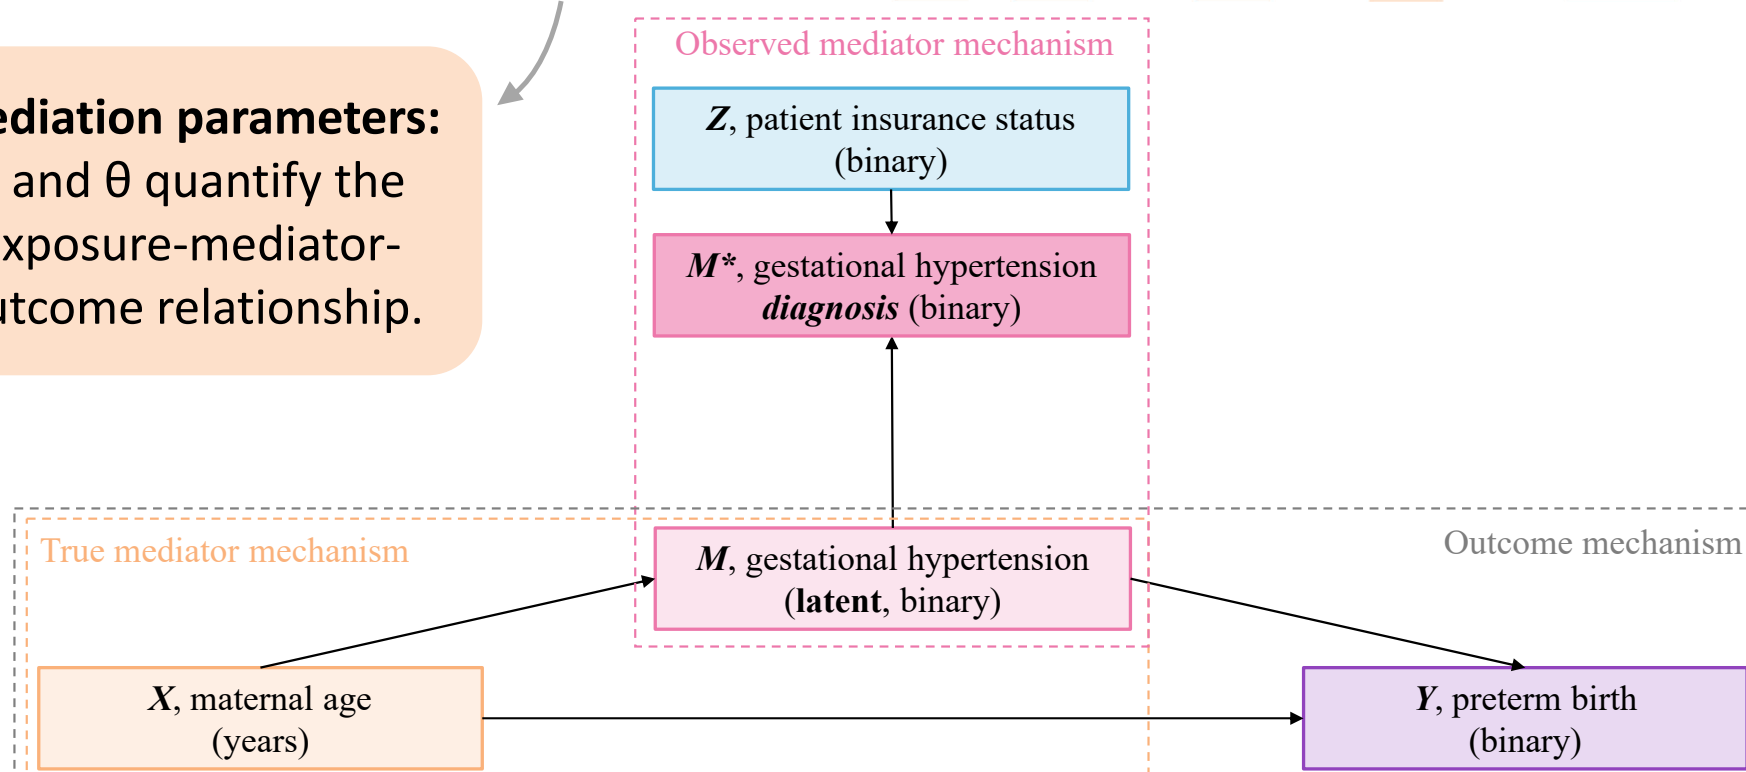 Observed mediator mechanism
Z, patient insurance status
(binary)
M*, gestational hypertension
diagnosis (binary)
ediation parameters:
and θ quantify the
xposure-mediator-
utcome relationship.
True mediator mechanism
Outcome mechanism
M, gestational hypertension
(latent, binary)
X, maternal age
(years)
Y, preterm birth
(binary)